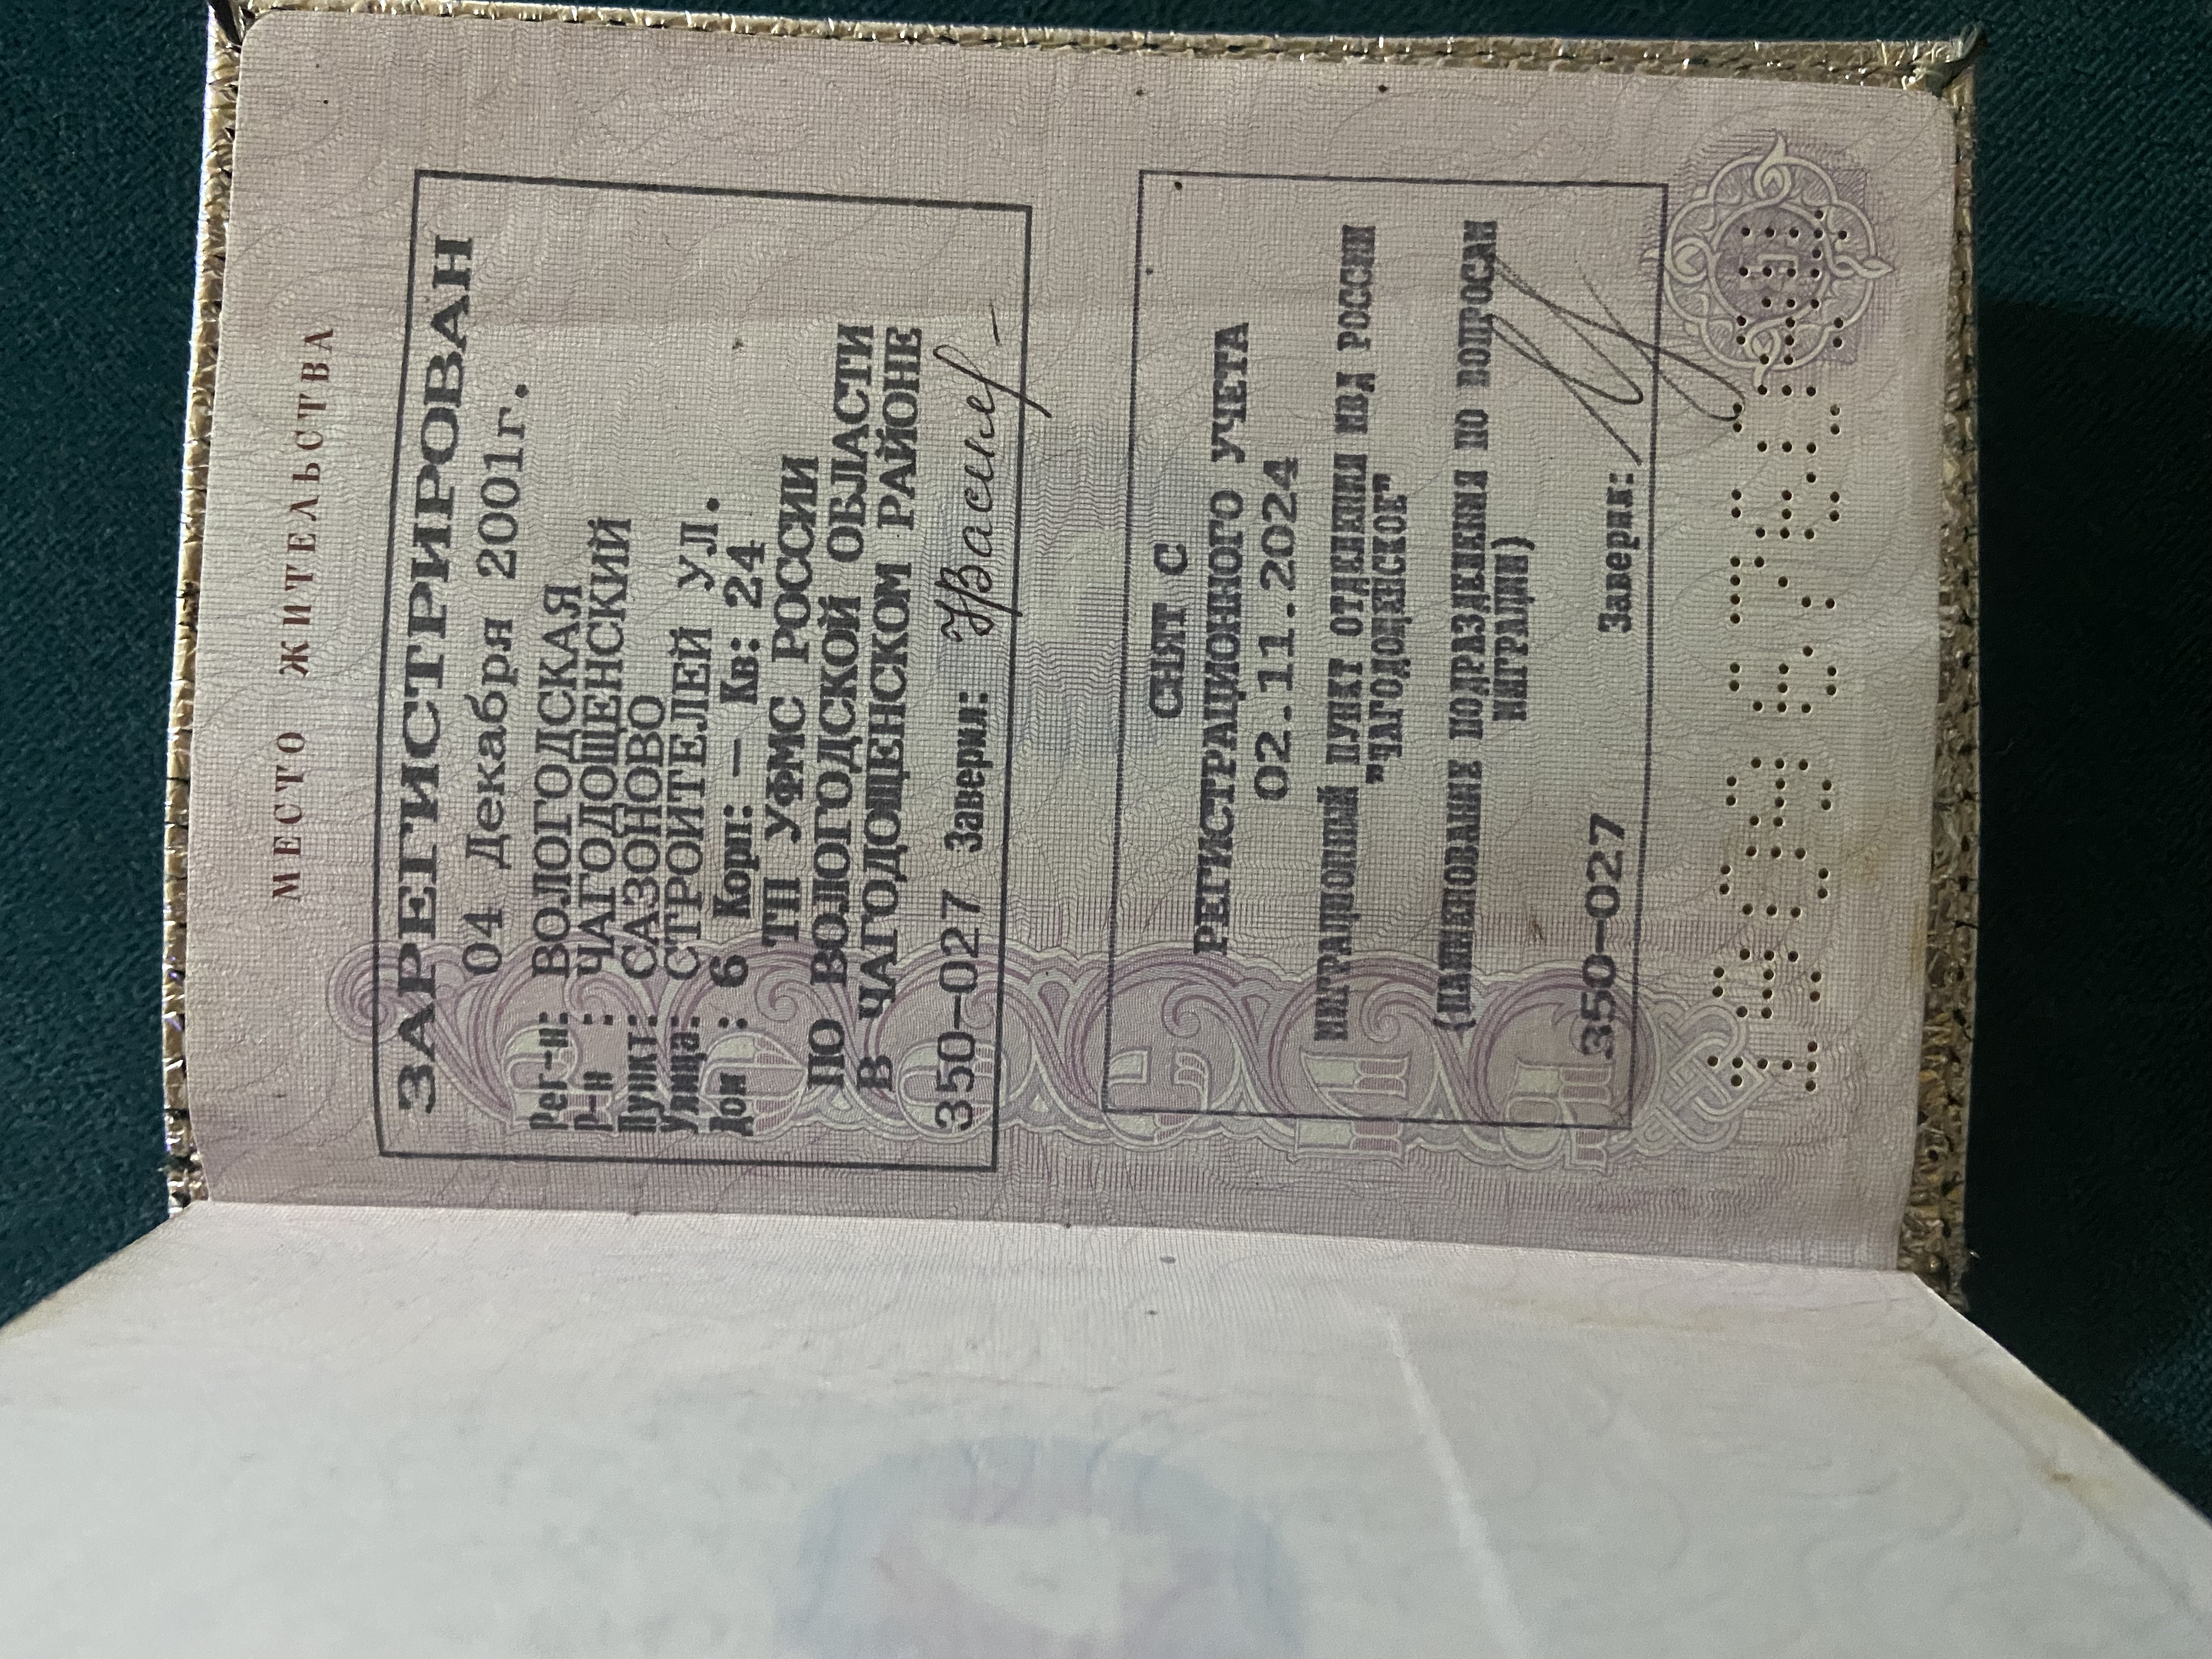 МЕСТО ЖИТЕЛЬСТВА
ЗАРЕГИСТРИРОВАН
04 Декабря 2001г.
Рег-н: ВОЛОГОДСКАЯ
Р-н : ЧАГОДОЩЕНСКИЙ
Пункт: САЗОНОВО
Улица: СТРОИТЕЛЕЙ УЛ.
Дом : 6 Корп: — Кв: 24
ТП УФМС РОССИИ
ПО ВОЛОГОДСКОЙ ОБЛАСТИ
В ЧАГОДОЩЕНСКОМ РАЙОНЕ
350-027 Заверил:
СНЯТ С
РЕГИСТРАЦИОННОГО УЧЕТА
02.11.2024
МИГРАЦИОННЫЙ ПУНКТ ОТДЕЛЕНИЯ МВД РОССИИ
"ЧАГОДОЩЕНСКОЕ"
(НАИМЕНОВАНИЕ ПОДРАЗДЕЛЕНИЯ ПО ВОПРОСАМ
МИГРАЦИИ)
350-027 Заверил: